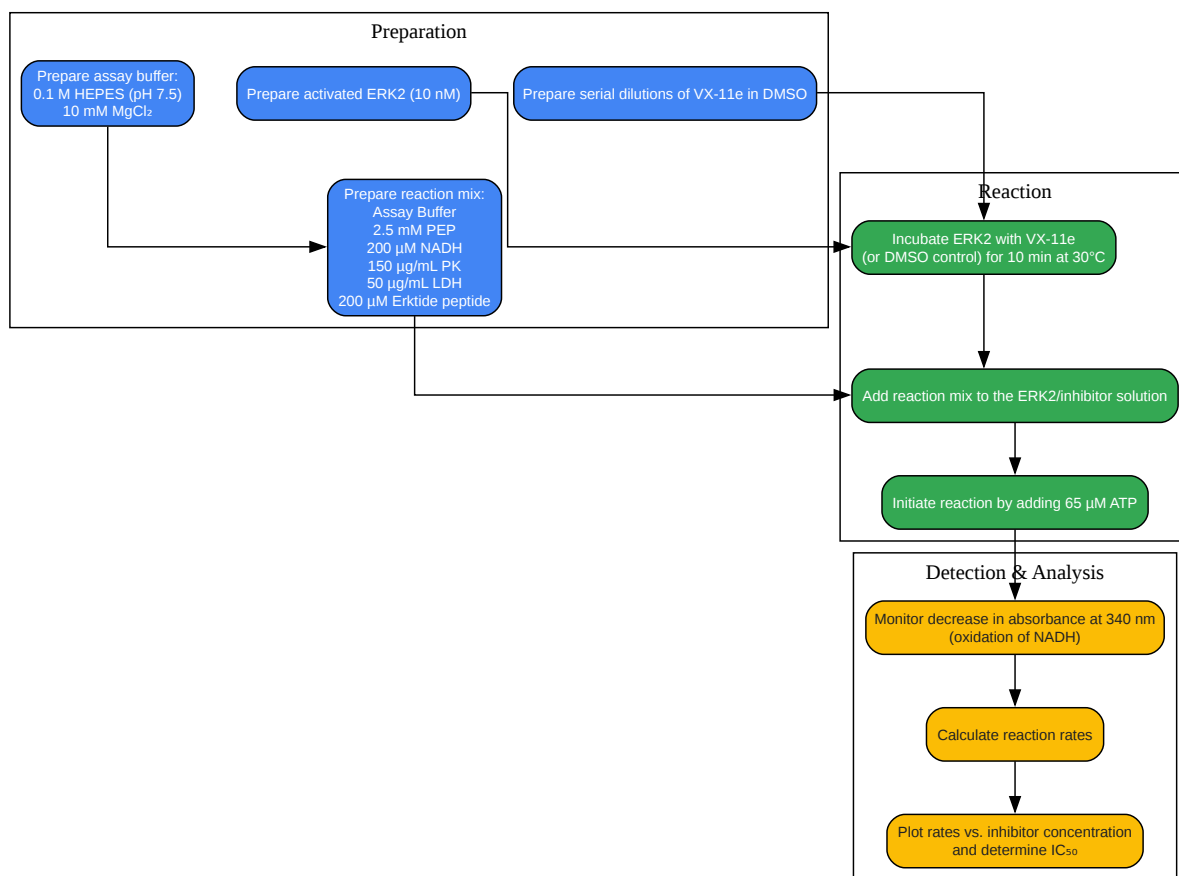 Preparation
Prepare assay buffer:
0.1 M HEPES (pH 7.5)
10 mM MgCl₂
Prepare activated ERK2 (10 nM)
Prepare serial dilutions of VX-11e in DMSO
Prepare reaction mix:
Assay Buffer
2.5 mM PEP
200 µM NADH
150 µg/mL PK
50 µg/mL LDH
200 µM Erktide peptide
Reaction
Incubate ERK2 with VX-11e
(or DMSO control) for 10 min at 30°C
Add reaction mix to the ERK2/inhibitor solution
Initiate reaction by adding 65 µM ATP
Detection & Analysis
Monitor decrease in absorbance at 340 nm
(oxidation of NADH)
Calculate reaction rates
Plot rates vs. inhibitor concentration
and determine IC₅₀